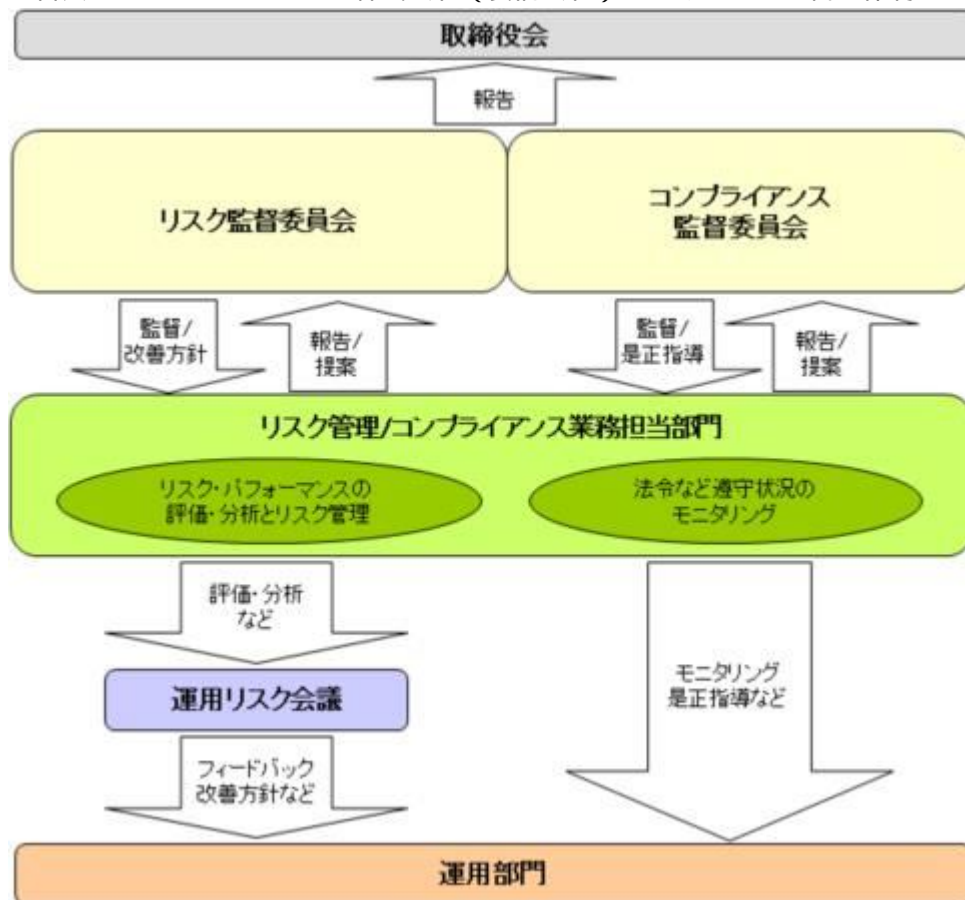 取締役会
報告
リスク監督委員会
コンプライアンス
監督委員会
監督/
改善方針
報告/
提案
監督/
是正指導
報告/
提案
リスク管理/コンプライアンス業務担当部門
リスク・パフォーマンスの
評価・分析とリスク管理
法令など遵守状況の
モニタリング
評価・分析
など
運用リスク会議
モニタリング
是正指導など
フィードバック
改善方針など
運用部門